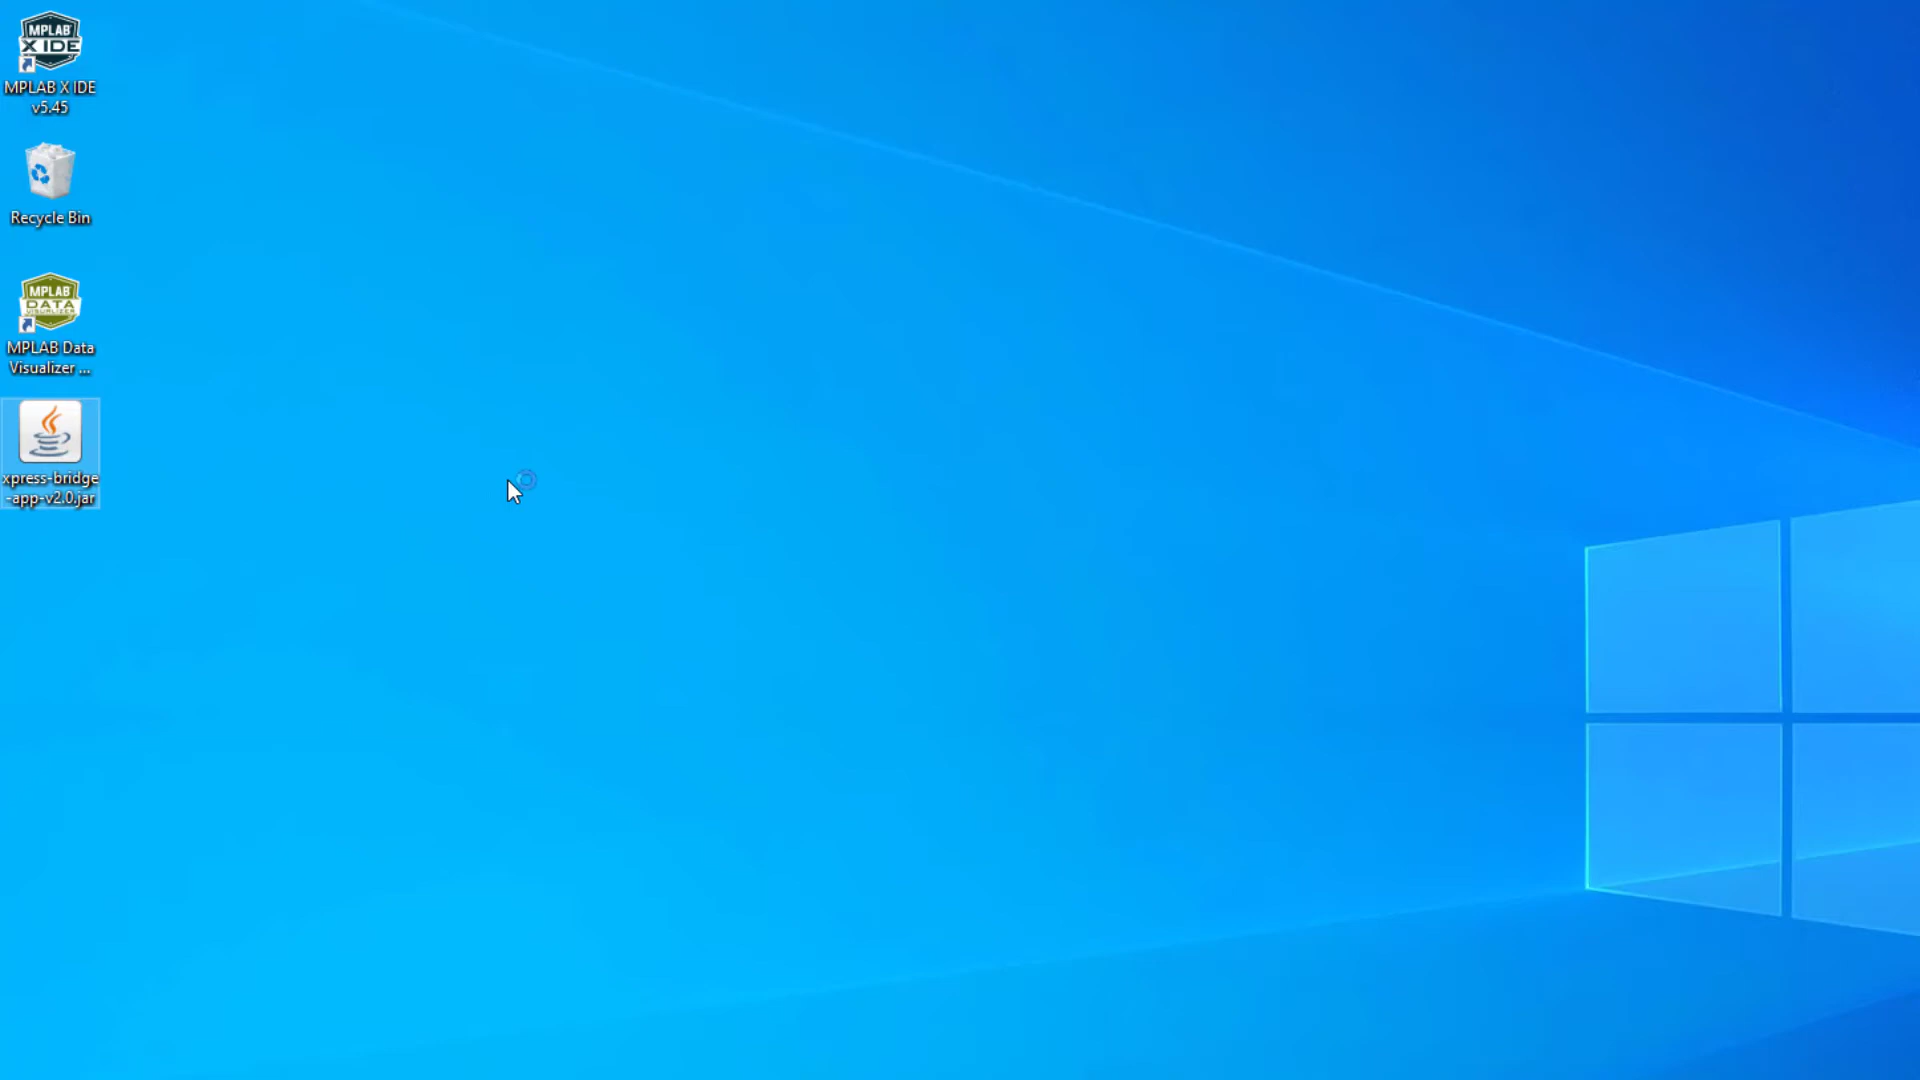 MPLAB
X IDE
MPLAB X IDE
v5.45
Recycle Bin
MPLAB
DATA
VISUALIZER
MPLAB Data
Visualizer ...
xpress-bridge
-app-v2.0.jar